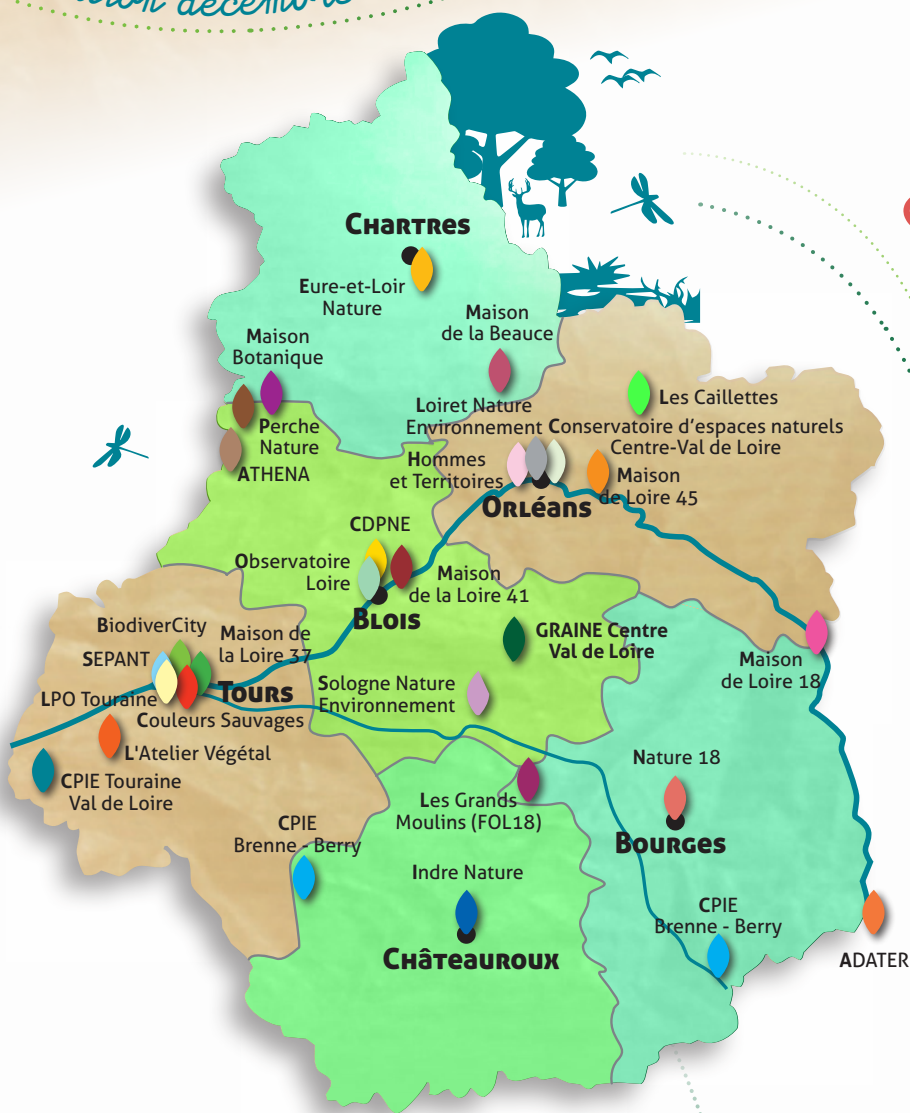 décembre
Chartres
Eure-et-Loir
Nature
Maison
de la Beauce
Maison
Botanique
Les Caillettes
Loiret Nature
Environnement
Conservatoire d'espaces naturels
Centre-Val de Loire
Perche
Nature
ATHENA
Hommes
et Territoires
Maison
de Loire 45
Orléans
CDPNE
Observatoire
Loire
Maison
de la Loire 41
Blois
BiodiverCity
Maison de
la Loire 37
SEPANT
GRAINE Centre
Val de Loire
Maison
de Loire 18
LPO Touraine
Tours
Sologne Nature
Environnement
Couleurs Sauvages
L'Atelier Végétal
CPIE Touraine
Val de Loire
Nature 18
Les Grands
Moulins (FOL18)
CPIE
Brenne - Berry
Bourges
Indre Nature
CPIE
Brenne - Berry
Châteauroux
ADATER